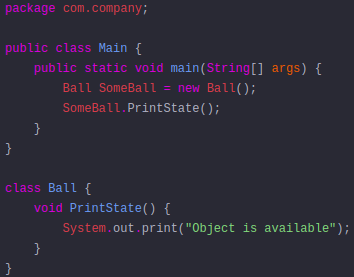 package com.company;
public class Main {
public static void main(String[] args) {
Ball SomeBall = new Ball();
SomeBall.PrintState();
}
}
class Ball {
void PrintState() {
System.out.print("Object is available");
}
}